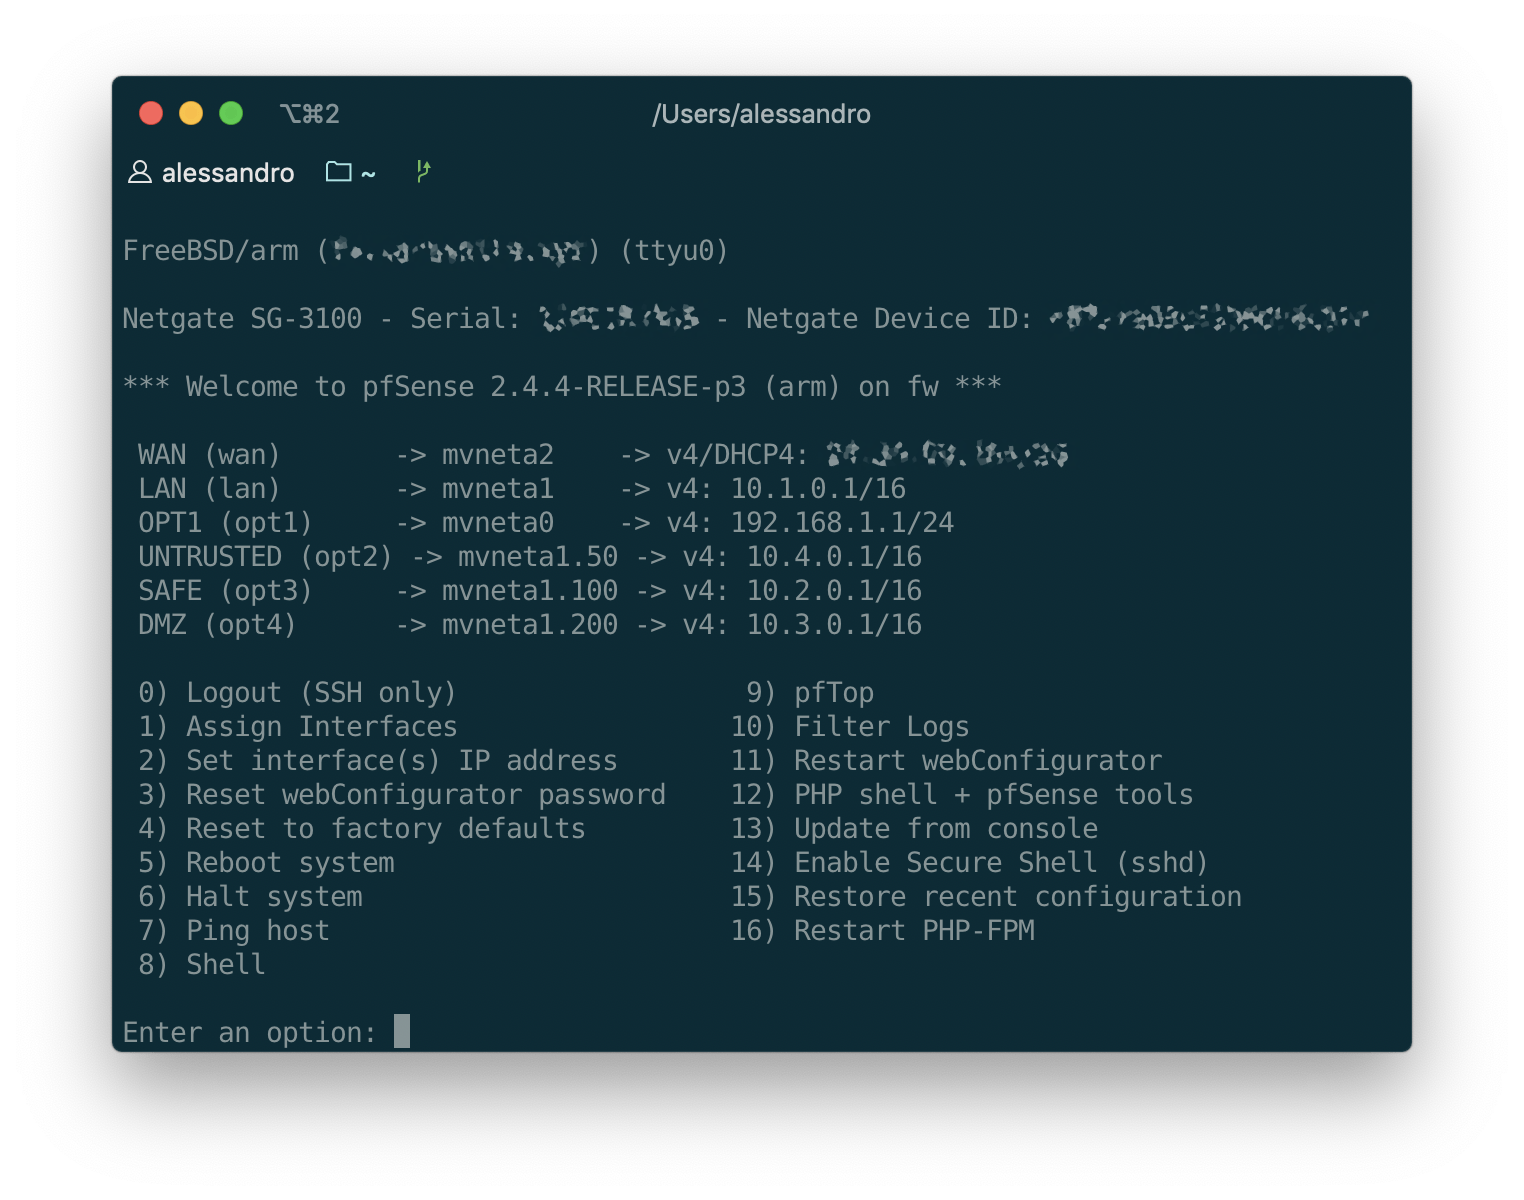 ⌥⌘2 /Users/alessandro
alessandro ~
FreeBSD/arm () (ttyu0)
Netgate SG-3100 - Serial: - Netgate Device ID:
*** Welcome to pfSense 2.4.4-RELEASE-p3 (arm) on fw ***
WAN (wan) -> mvneta2 -> v4/DHCP4:
LAN (lan) -> mvneta1 -> v4: 10.1.0.1/16
OPT1 (opt1) -> mvneta0 -> v4: 192.168.1.1/24
UNTRUSTED (opt2) -> mvneta1.50 -> v4: 10.4.0.1/16
SAFE (opt3) -> mvneta1.100 -> v4: 10.2.0.1/16
DMZ (opt4) -> mvneta1.200 -> v4: 10.3.0.1/16
0) Logout (SSH only) 9) pfTop
1) Assign Interfaces 10) Filter Logs
2) Set interface(s) IP address 11) Restart webConfigurator
3) Reset webConfigurator password 12) PHP shell + pfSense tools
4) Reset to factory defaults 13) Update from console
5) Reboot system 14) Enable Secure Shell (sshd)
6) Halt system 15) Restore recent configuration
7) Ping host 16) Restart PHP-FPM
8) Shell
Enter an option: